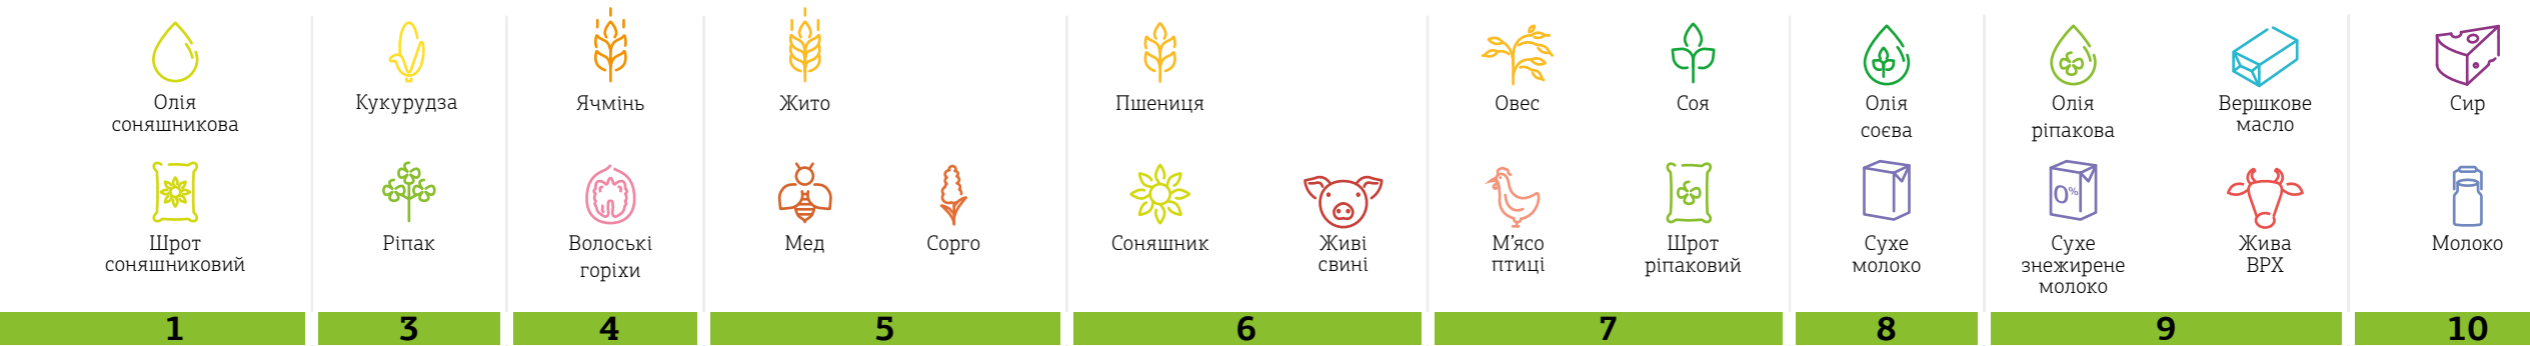 Олія
соняшникова
Шрот
соняшниковий
1
Кукурудза
Ріпак
3
Ячмінь
Волоські
горіхи
4
Жито
Мед
Сорго
5
Пшениця
Соняшник
Живі
свині
6
Овес
Соя
М'ясо
птиці
Шрот
ріпаковий
7
Олія
соєва
Сухе
молоко
8
Олія
ріпакова
Вершкове
масло
0%
Сухе
знежирене
молоко
Жива
ВРХ
9
Сир
Молоко
10